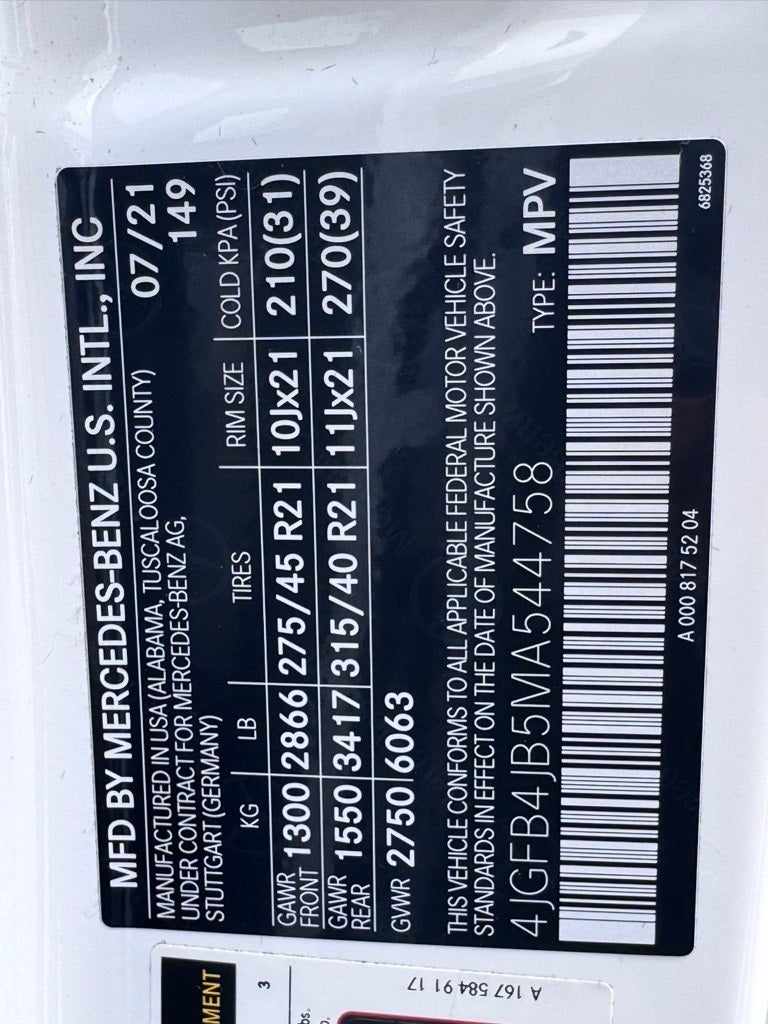 MFD BY MERCEDES-BENZ U.S. INTL., INC
MANUFACTURED IN USA (ALABAMA, TUSCALOOSA COUNTY) 07/21
UNDER CONTRACT FOR MERCEDES-BENZ AG, 149
STUTTGART (GERMANY)
KG LB TIRES RIM SIZE COLD KPA(PSI)
GAWR FRONT 1300 2866 275/45 R21 10Jx21 210(31)
GAWR REAR 1550 3417 315/40 R21 11Jx21 270(39)
GVWR 2750 6063
THIS VEHICLE CONFORMS TO ALL APPLICABLE FEDERAL MOTOR VEHICLE SAFETY
STANDARDS IN EFFECT ON THE DATE OF MANUFACTURE SHOWN ABOVE.
4JGFB4JB5MA544758 TYPE: MPV
A 000 817 52 04 6825368
MENT
3
bs.
A 167 584 91 17